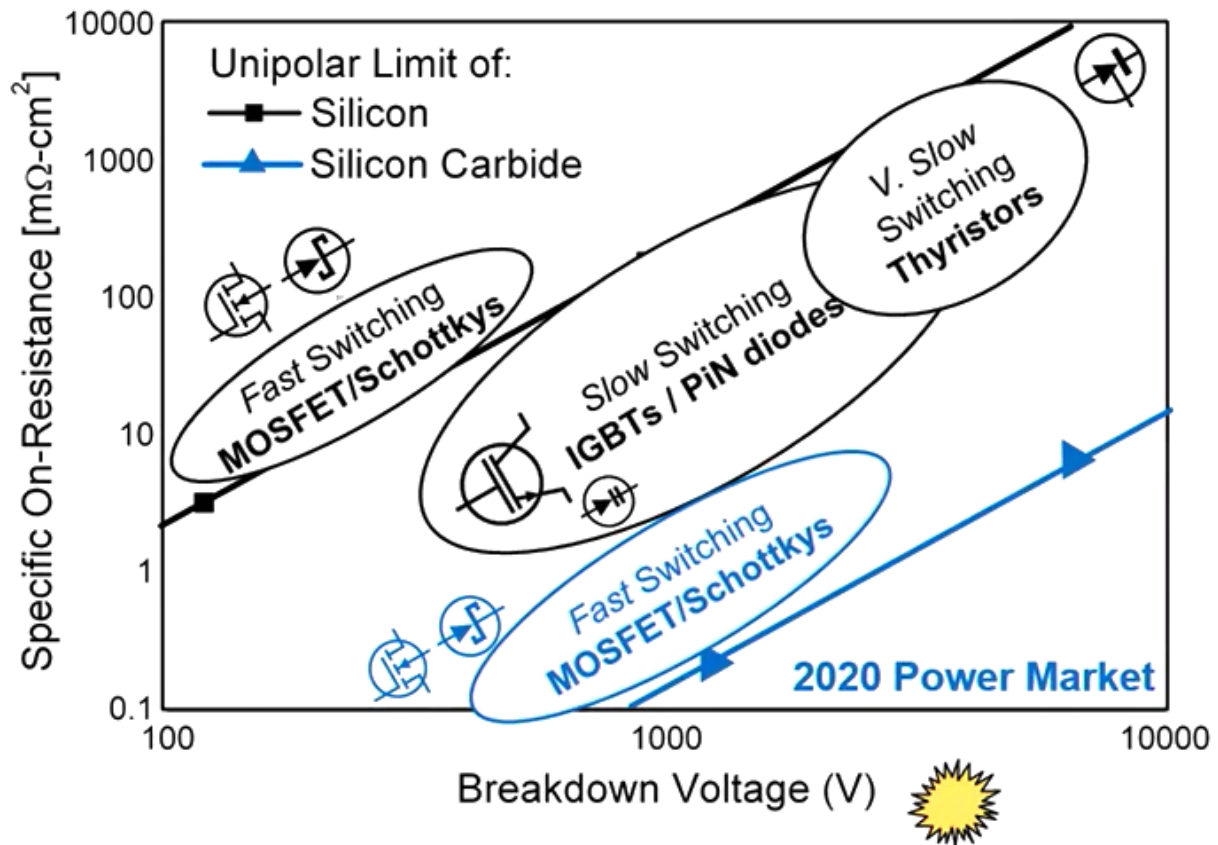 10000
1000
100
10
1
0.1
Specific On-Resistance [mΩ-cm²]
Unipolar Limit of:
Silicon
Silicon Carbide
V. Slow
Switching
Thyristors
Fast Switching
MOSFET/Schottkys
Slow Switching
IGBTs / PiN diodes
Fast Switching
MOSFET/Schottkys
2020 Power Market
100
1000
10000
Breakdown Voltage (V)